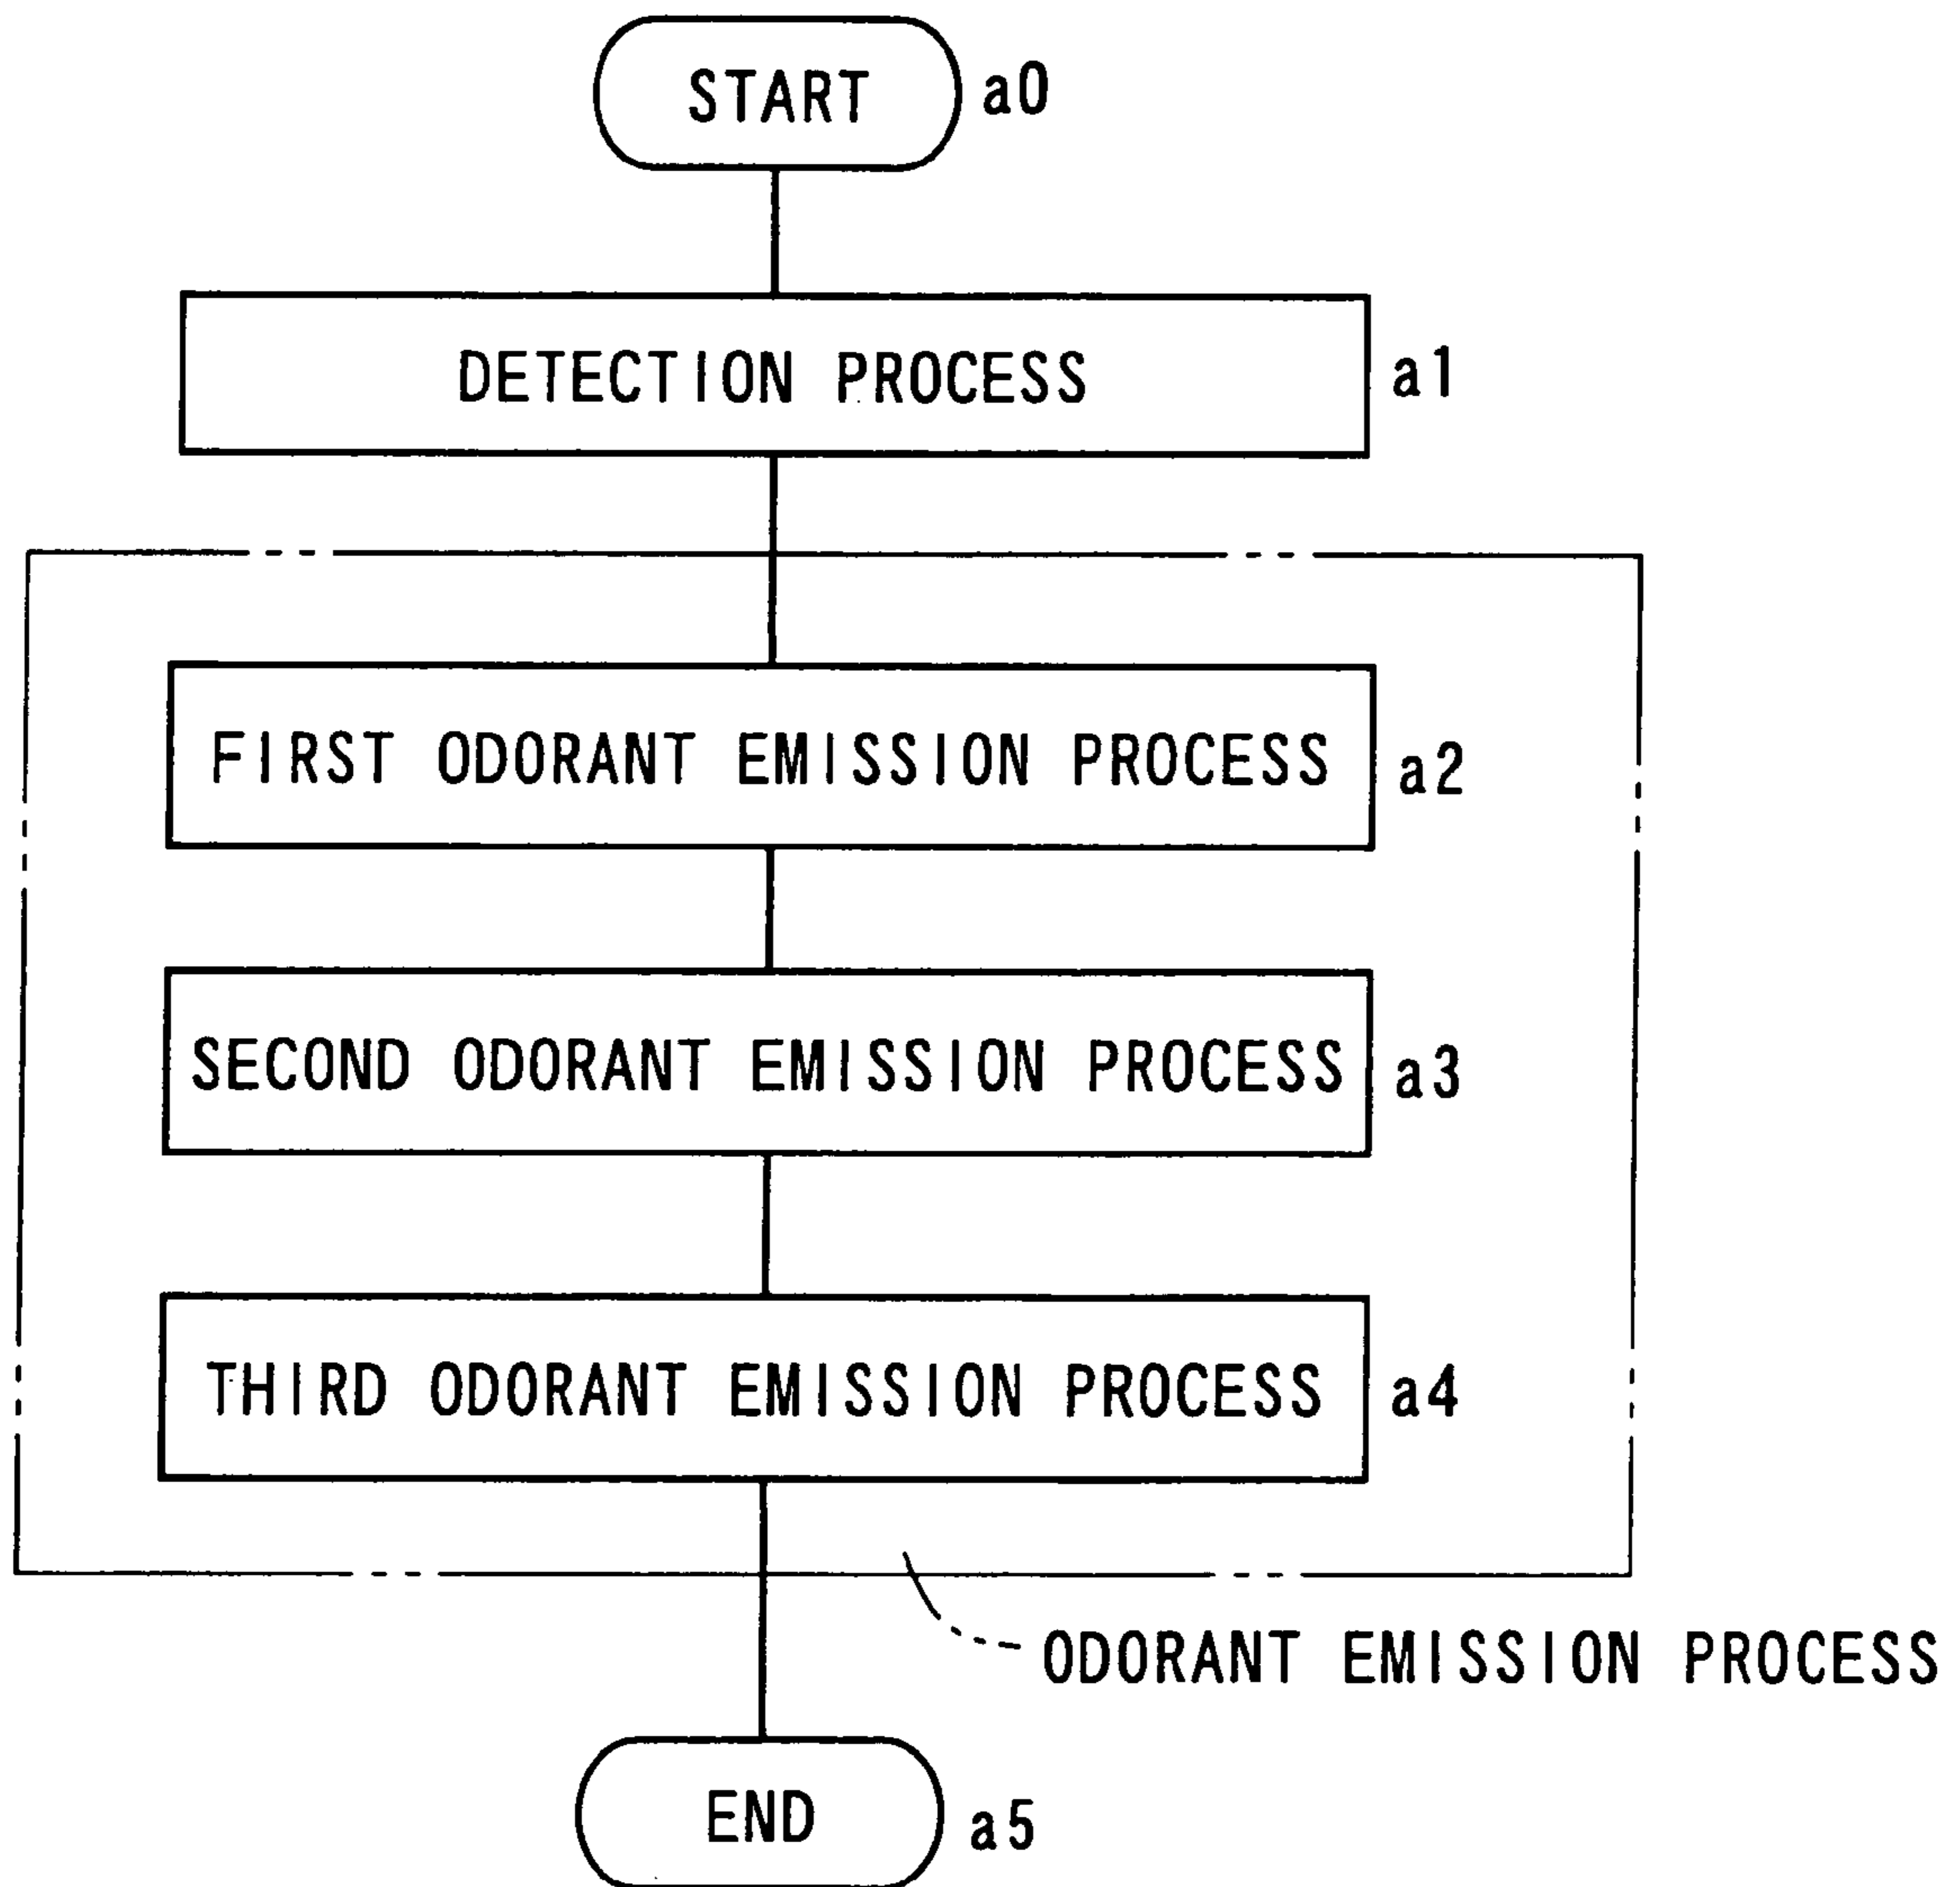 START a0
DETECTION PROCESS a1
FIRST ODORANT EMISSION PROCESS a2
SECOND ODORANT EMISSION PROCESS a3
THIRD ODORANT EMISSION PROCESS a4
ODORANT EMISSION PROCESS
END a5